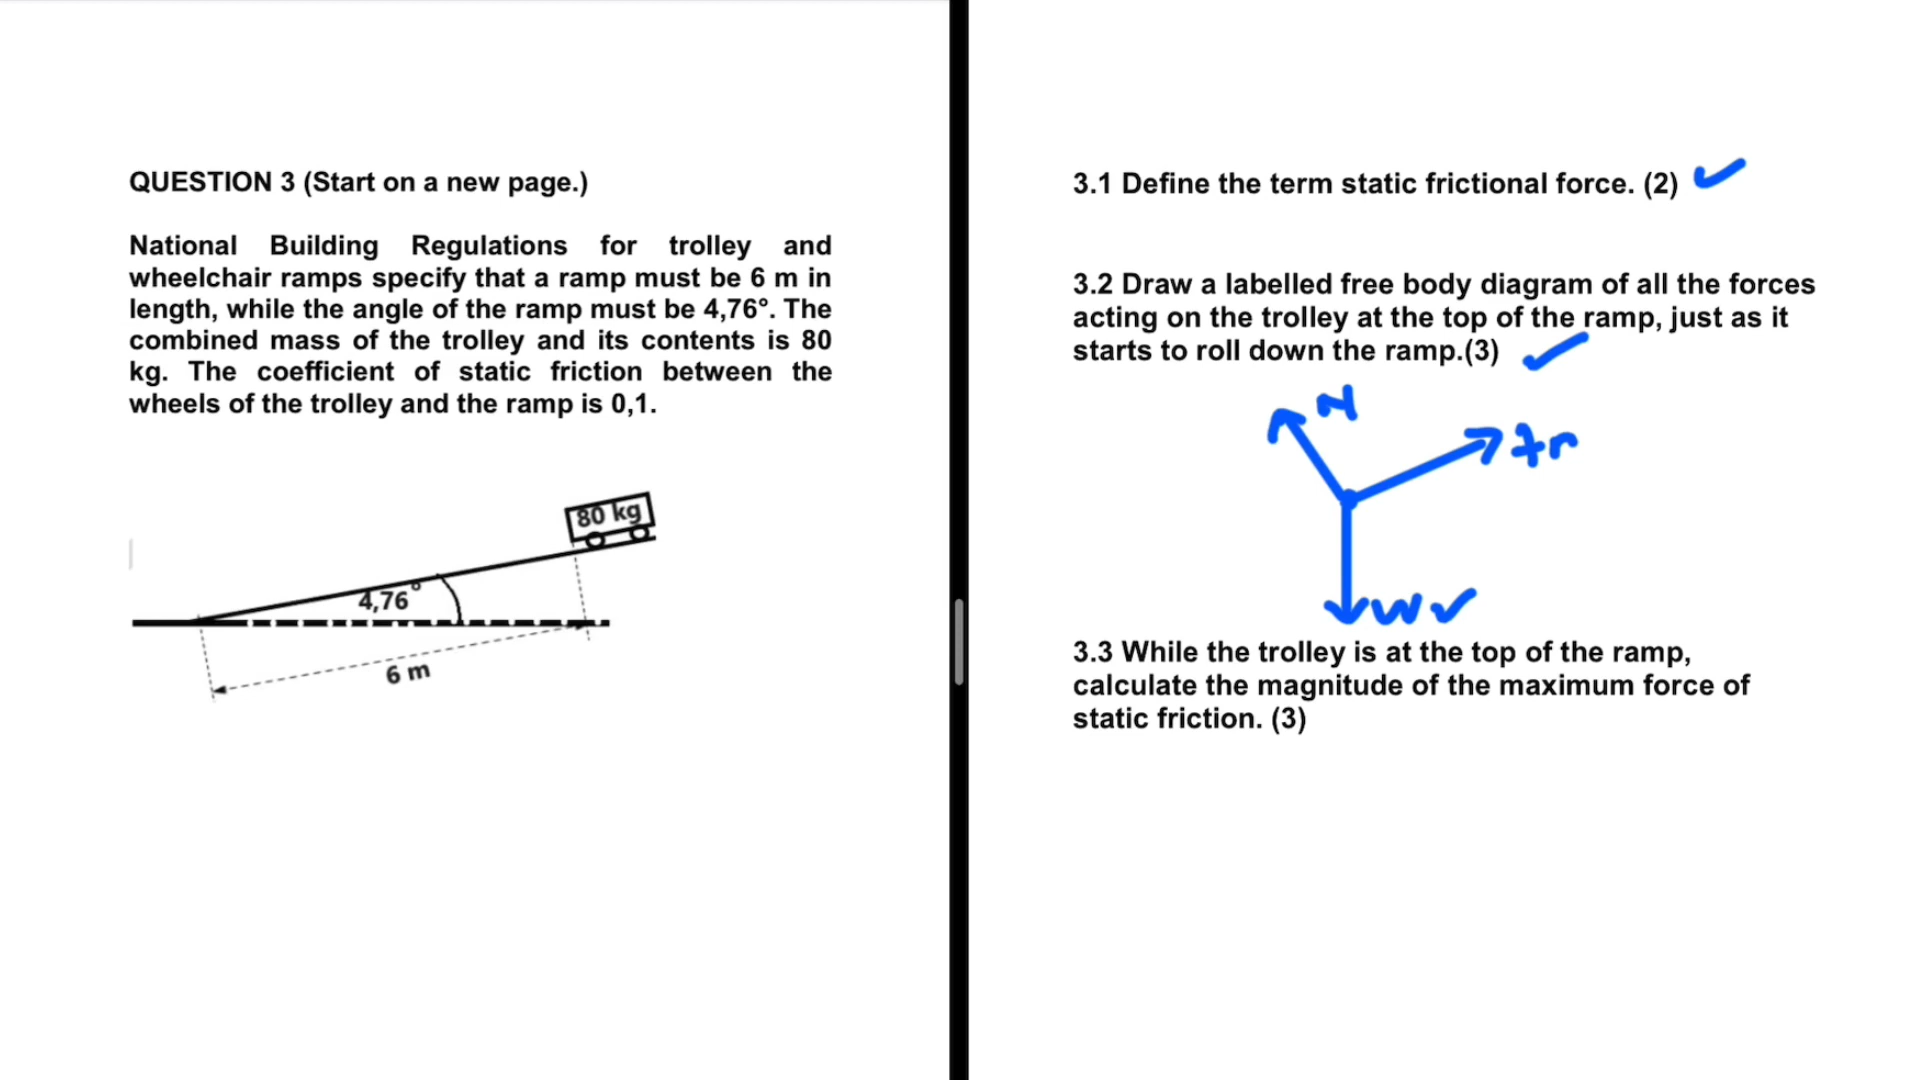 QUESTION 3 (Start on a new page.)
National Building Regulations for trolley and
wheelchair ramps specify that a ramp must be 6 m in
length, while the angle of the ramp must be 4,76°. The
combined mass of the trolley and its contents is 80
kg. The coefficient of static friction between the
wheels of the trolley and the ramp is 0,1.
80 kg
4,76°
6 m
3.1 Define the term static frictional force. (2)
3.2 Draw a labelled free body diagram of all the forces
acting on the trolley at the top of the ramp, just as it
starts to roll down the ramp.(3)
N
fr
W
3.3 While the trolley is at the top of the ramp,
calculate the magnitude of the maximum force of
static friction. (3)